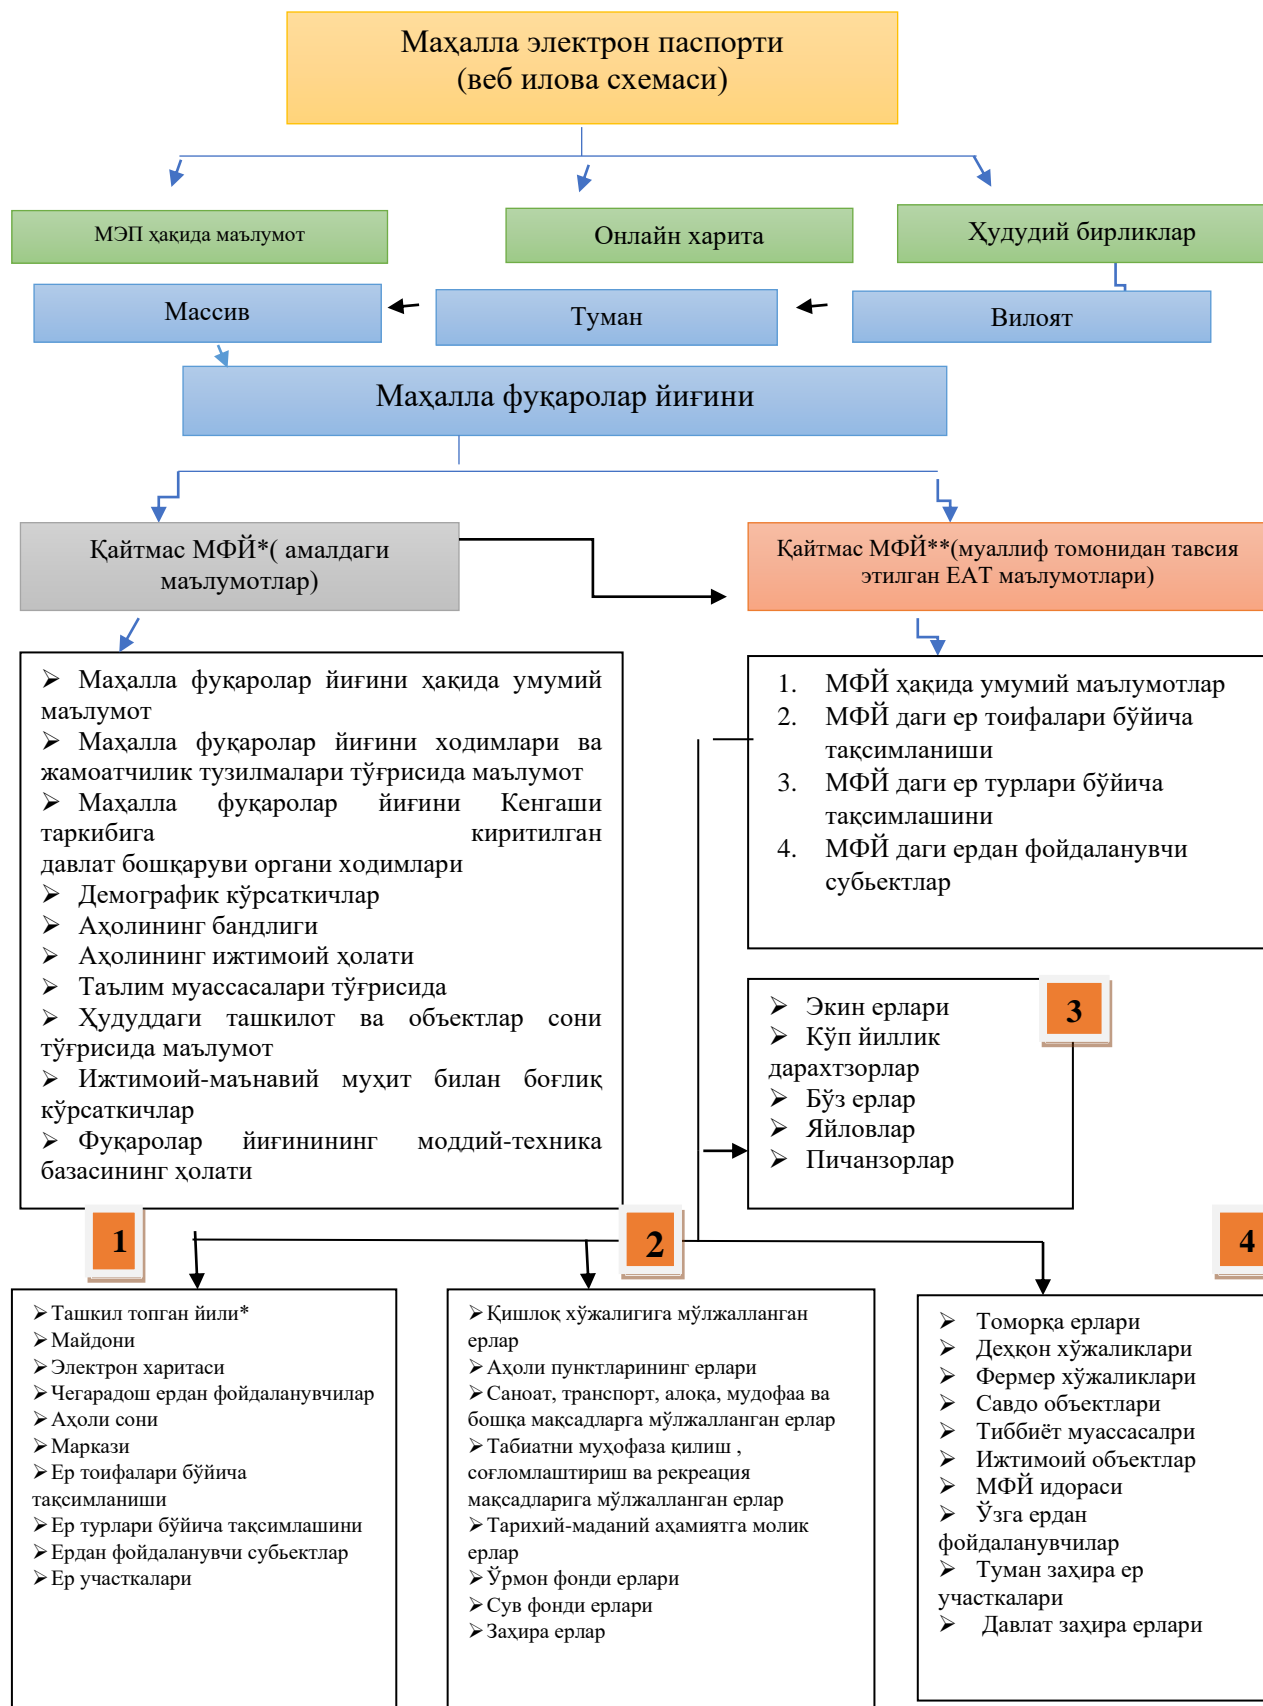 Маҳалла электрон паспорти
(веб илова схемаси)
МЭП ҳақида маълумот
Онлайн харита
Ҳудудий бирликлар
Массив
Туман
Вилоят
Маҳалла фуқаролар йиғини
Қайтмас МФЙ*( амалдаги
маълумотлар)
Қайтмас МФЙ**(муаллиф томонидан тавсия
этилган ЕАТ маълумотлари)
➢ Маҳалла фуқаролар йиғини ҳақида умумий
маълумот
➢ Маҳалла фуқаролар йиғини ходимлари ва
жамоатчилик тузилмалари тўғрисида маълумот
➢ Маҳалла фуқаролар йиғини Кенгаши
таркибига киритилган
давлат бошқаруви органи ходимлари
➢ Демографик кўрсаткичлар
➢ Аҳолининг бандлиги
➢ Аҳолининг ижтимоий ҳолати
➢ Таълим муассасалари тўғрисида
➢ Ҳудуддаги ташкилот ва объектлар сони
тўғрисида маълумот
➢ Ижтимоий-маънавий муҳит билан боғлиқ
кўрсаткичлар
➢ Фуқаролар йиғинининг моддий-техника
базасининг ҳолати
1. МФЙ ҳақида умумий маълумотлар
2. МФЙ даги ер тоифалари бўйича
тақсимланиши
3. МФЙ даги ер турлари бўйича
тақсимлашини
4. МФЙ даги ердан фойдаланувчи
субьектлар
3
➢ Экин ерлари
➢ Кўп йиллик
дарахтзорлар
➢ Бўз ерлар
➢ Яйловлар
➢ Пичанзорлар
1
➢ Ташкил топган йили*
➢ Майдони
➢ Электрон харитаси
➢ Чегарадош ердан фойдаланувчилар
➢ Аҳоли сони
➢ Маркази
➢ Ер тоифалари бўйича
тақсимланиши
➢ Ер турлари бўйича тақсимлашини
➢ Ердан фойдаланувчи субьектлар
➢ Ер участкалари
2
➢ Қишлоқ хўжалигига мўлжалланган
ерлар
➢ Аҳоли пунктларининг ерлари
➢ Саноат, транспорт, алоқа, мудофаа ва
бошқа мақсадларга мўлжалланган ерлар
➢ Табиатни муҳофаза қилиш ,
соғломлаштириш ва рекреация
мақсадларига мўлжалланган ерлар
➢ Тарихий-маданий аҳамиятга молик
ерлар
➢ Ўрмон фонди ерлари
➢ Сув фонди ерлари
➢ Заҳира ерлар
4
➢ Томорқа ерлари
➢ Деҳқон хўжаликлари
➢ Фермер хўжаликлари
➢ Савдо объектлари
➢ Тиббиёт муассасалри
➢ Ижтимоий объектлар
➢ МФЙ идораси
➢ Ўзга ердан
фойдаланувчилар
➢ Туман заҳира ер
участкалари
➢ Давлат заҳира ерлари